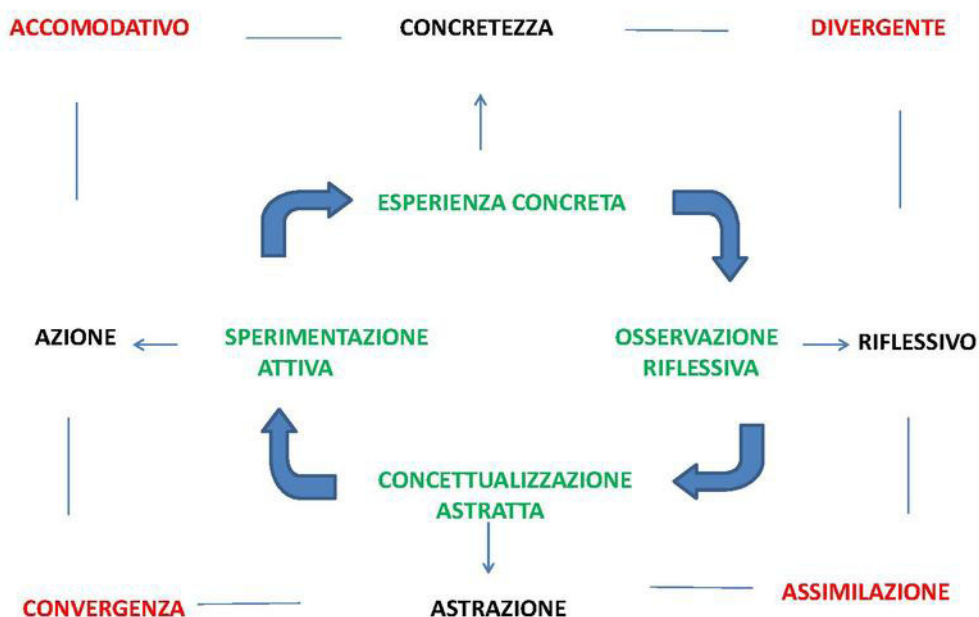 ACCOMODATIVO
CONCRETEZZA
DIVERGENTE
ESPERIENZA CONCRETA
AZIONE
SPERIMENTAZIONE
ATTIVA
OSSERVAZIONE
RIFLESSIVA
RIFLESSIVO
CONCETTUALIZZAZIONE
ASTRATTA
CONVERGENZA
ASTRAZIONE
ASSIMILAZIONE